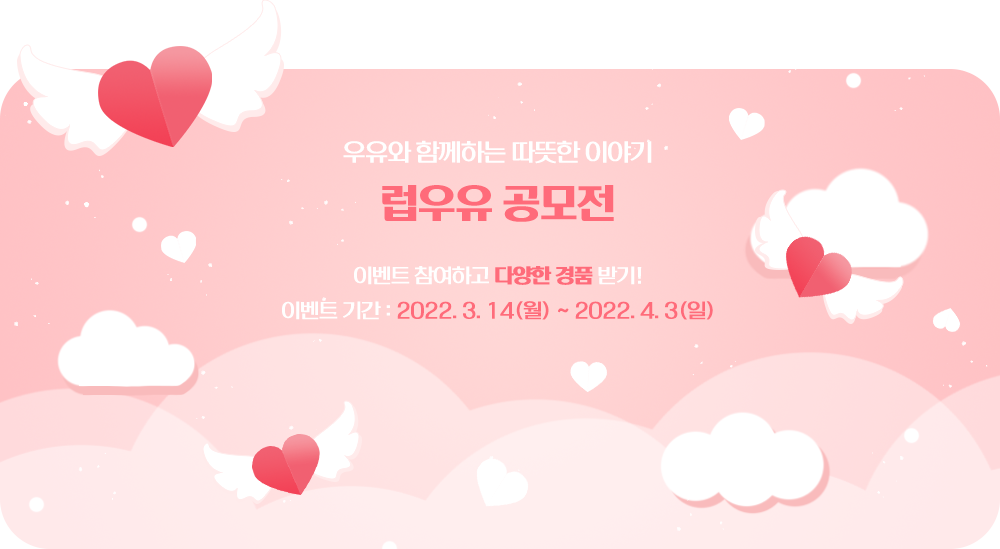 우유와 함께하는 따뜻한 이야기
럽우유 공모전
이벤트 참여하고 다양한 경품 받기!
이벤트 기간 : 2022. 3. 14(월) ~ 2022. 4. 3(일)